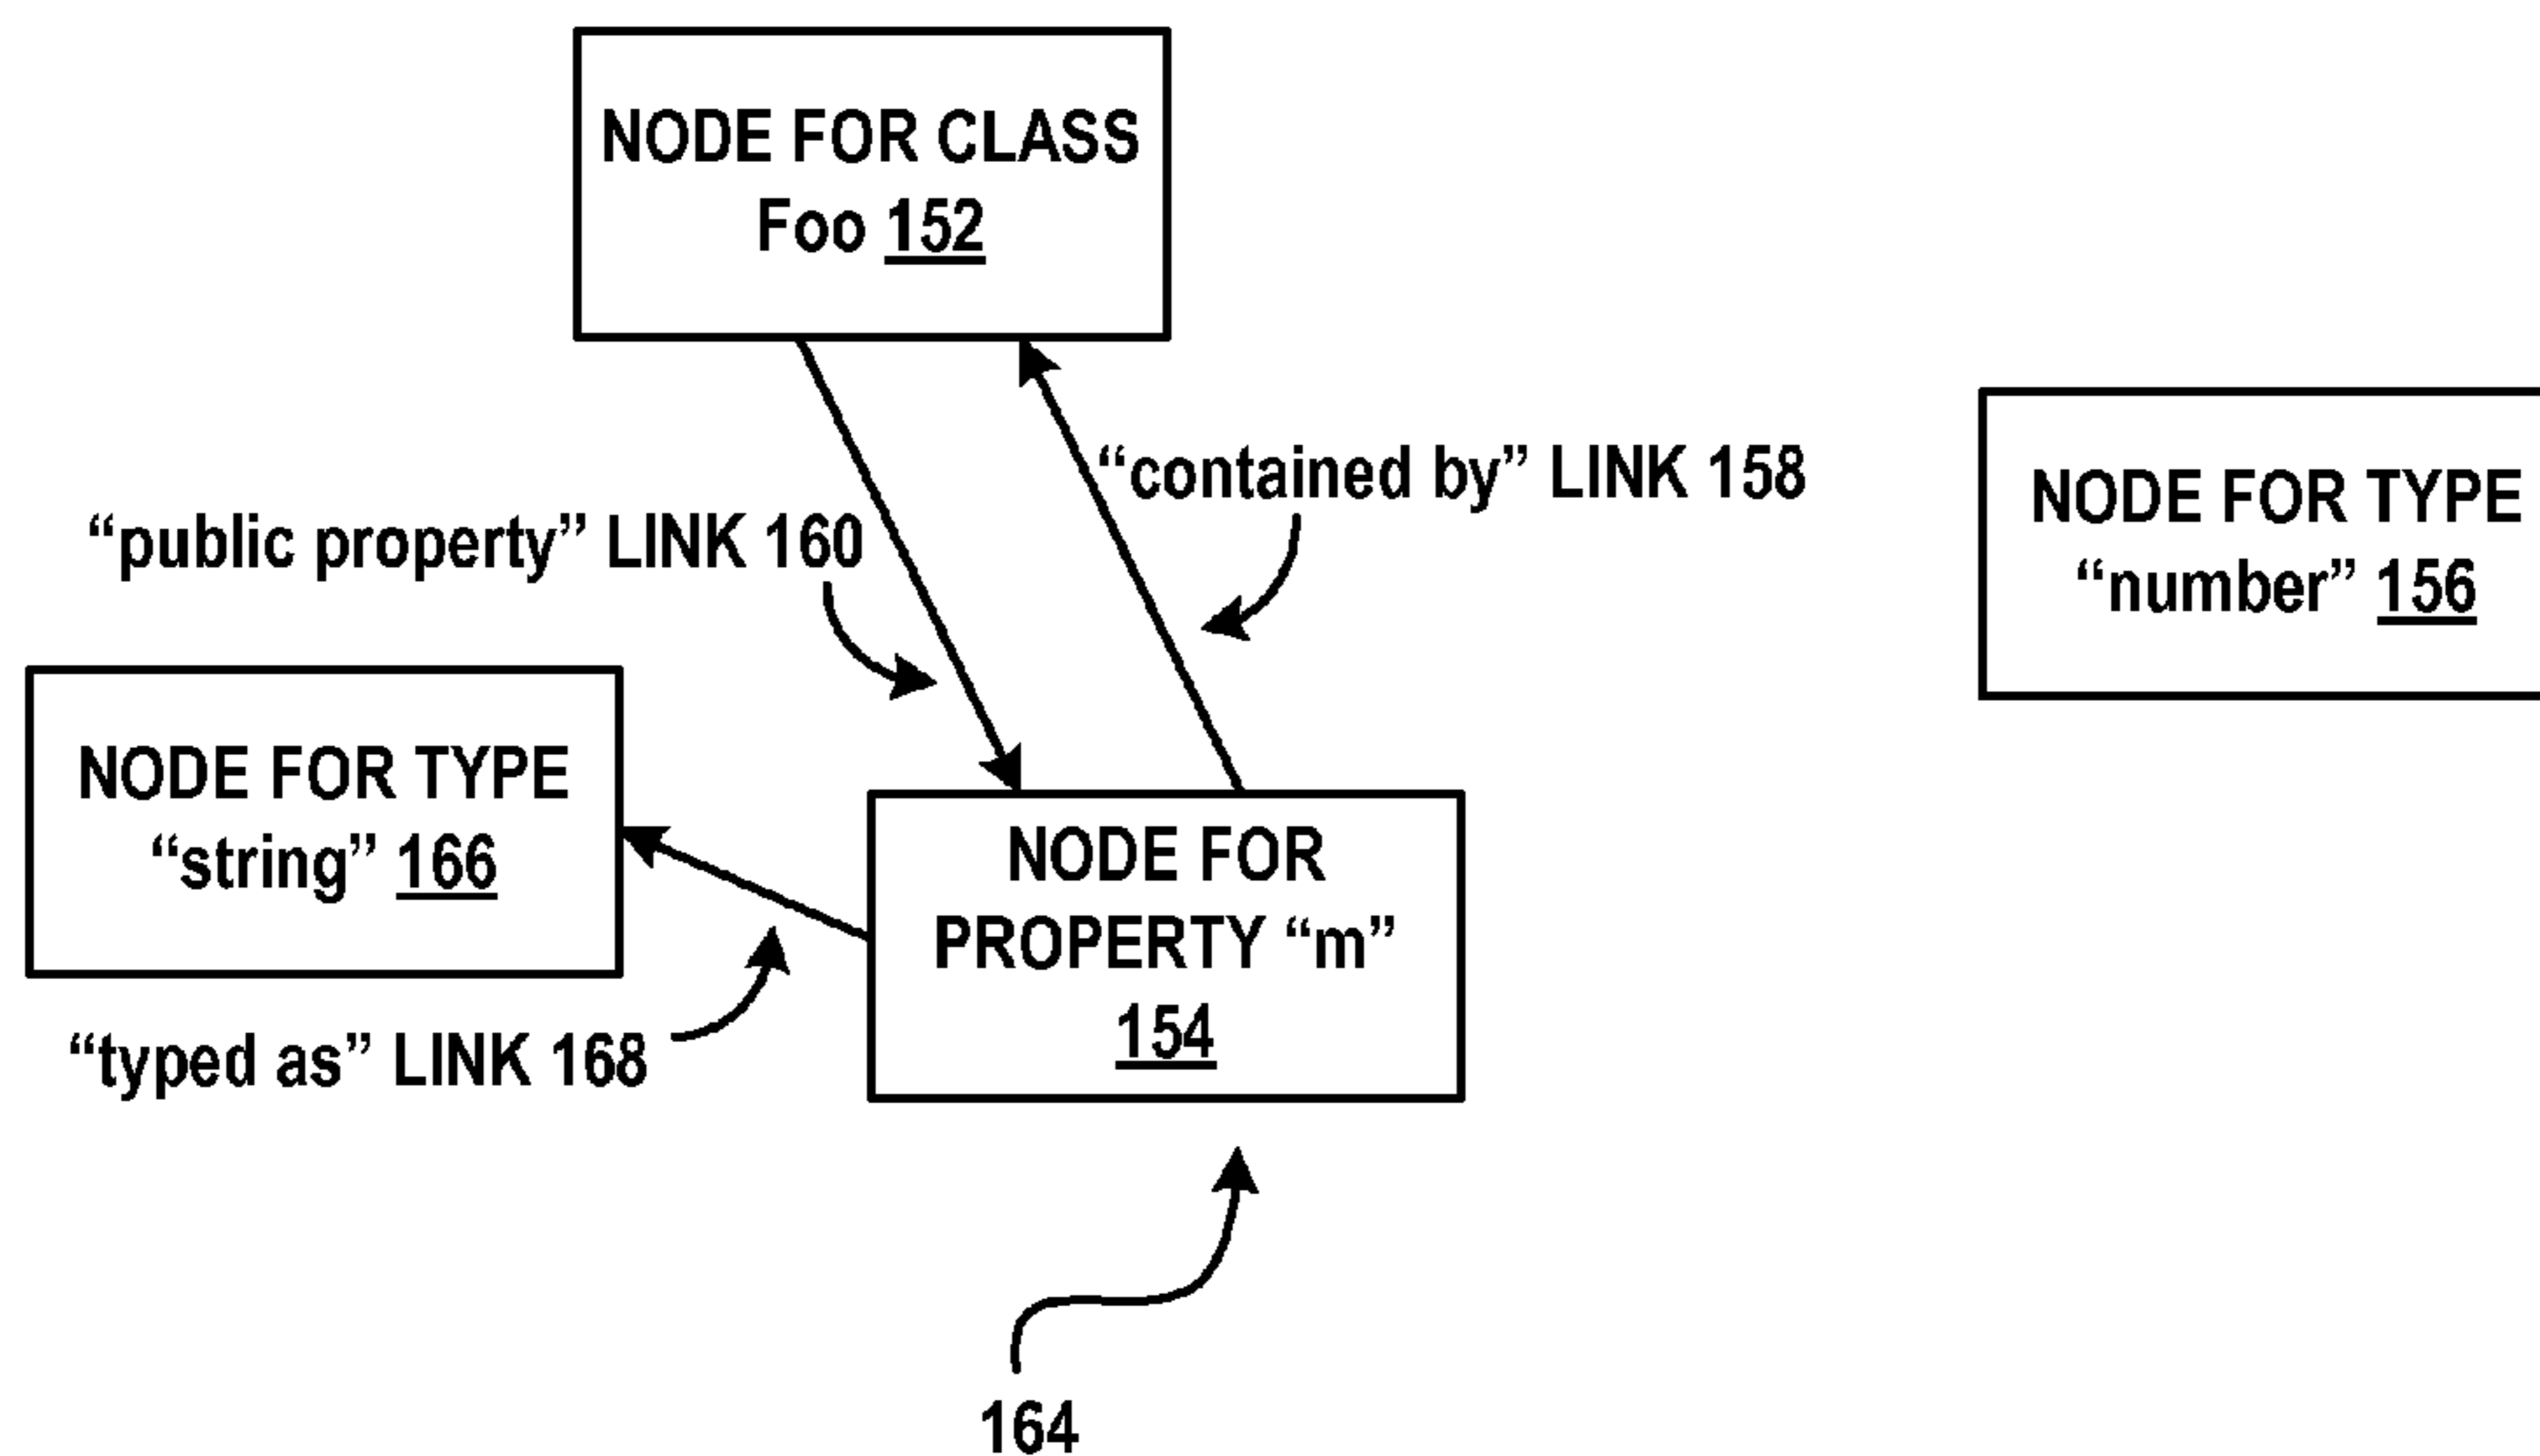 NODE FOR CLASS
Foo 152
“contained by” LINK 158
NODE FOR TYPE
“number” 156
“public property” LINK 160
NODE FOR TYPE
“string” 166
NODE FOR
PROPERTY “m”
154
“typed as” LINK 168
164